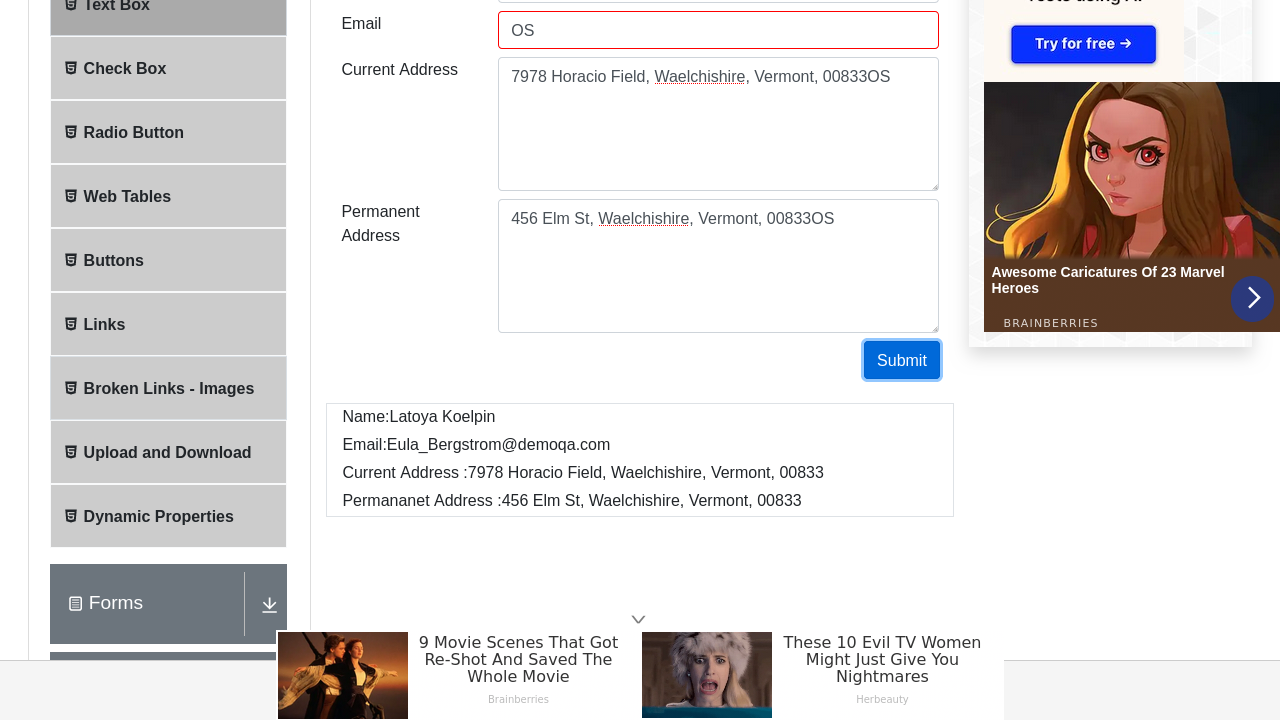 Text Box
Check Box
Radio Button
Web Tables
Buttons
Links
Broken Links - Images
Upload and Download
Dynamic Properties
Forms
Email
OS
Current Address
7978 Horacio Field, Waelchishire, Vermont, 00833OS
Permanent
Address
456 Elm St, Waelchishire, Vermont, 00833OS
Submit
Name:Latoya Koelpin
Email:Eula_Bergstrom@demoqa.com
Current Address :7978 Horacio Field, Waelchishire, Vermont, 00833
Permananet Address :456 Elm St, Waelchishire, Vermont, 00833
Try for free →
Awesome Caricatures Of 23 Marvel
Heroes
BRAINBERRIES
9 Movie Scenes That Got
Re-Shot And Saved The
Whole Movie
Brainberries
These 10 Evil TV Women
Might Just Give You
Nightmares
Herbeauty